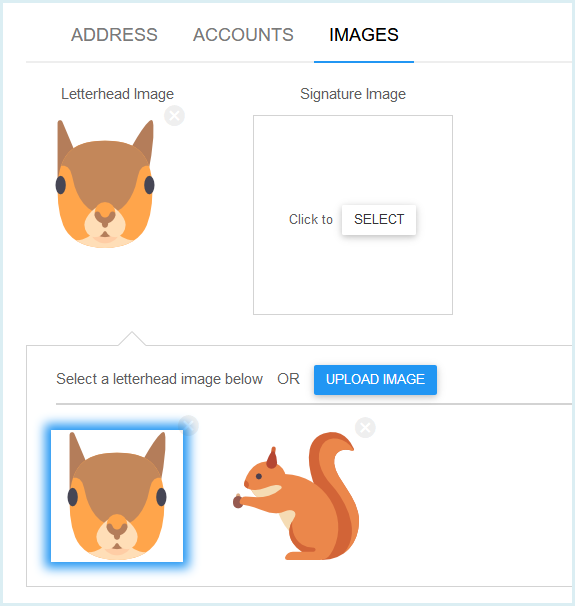 ADDRESS ACCOUNTS IMAGES
Letterhead Image Signature Image
Click to SELECT
Select a letterhead image below OR UPLOAD IMAGE